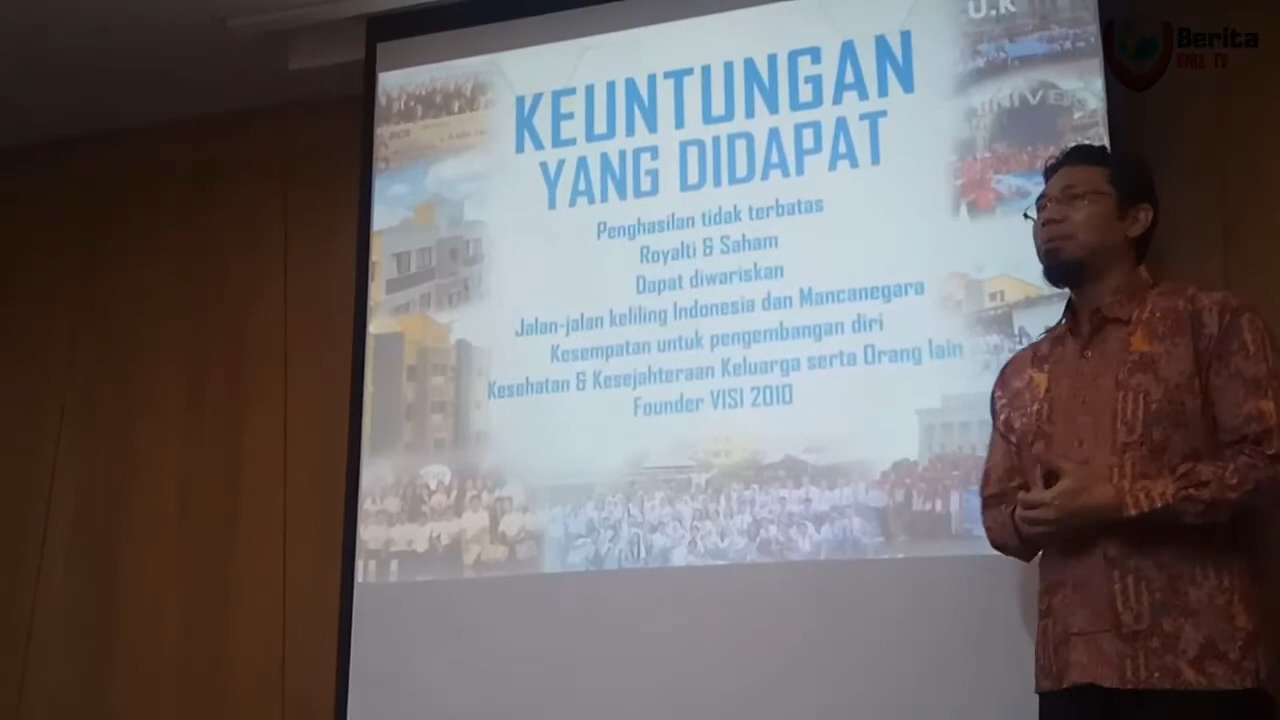 U.K
Berita
KEUNTUNGAN
YANG DIDAPAT
UNIVER
Penghasilan tidak terbatas
Royalti & Saham
Dapat diwariskan
Jalan-jalan keliling Indonesia dan Mancanegara
Kesempatan untuk pengembangan diri
Kesehatan & Kesejahteraan Keluarga serta Orang lain
Founder VISI 2010